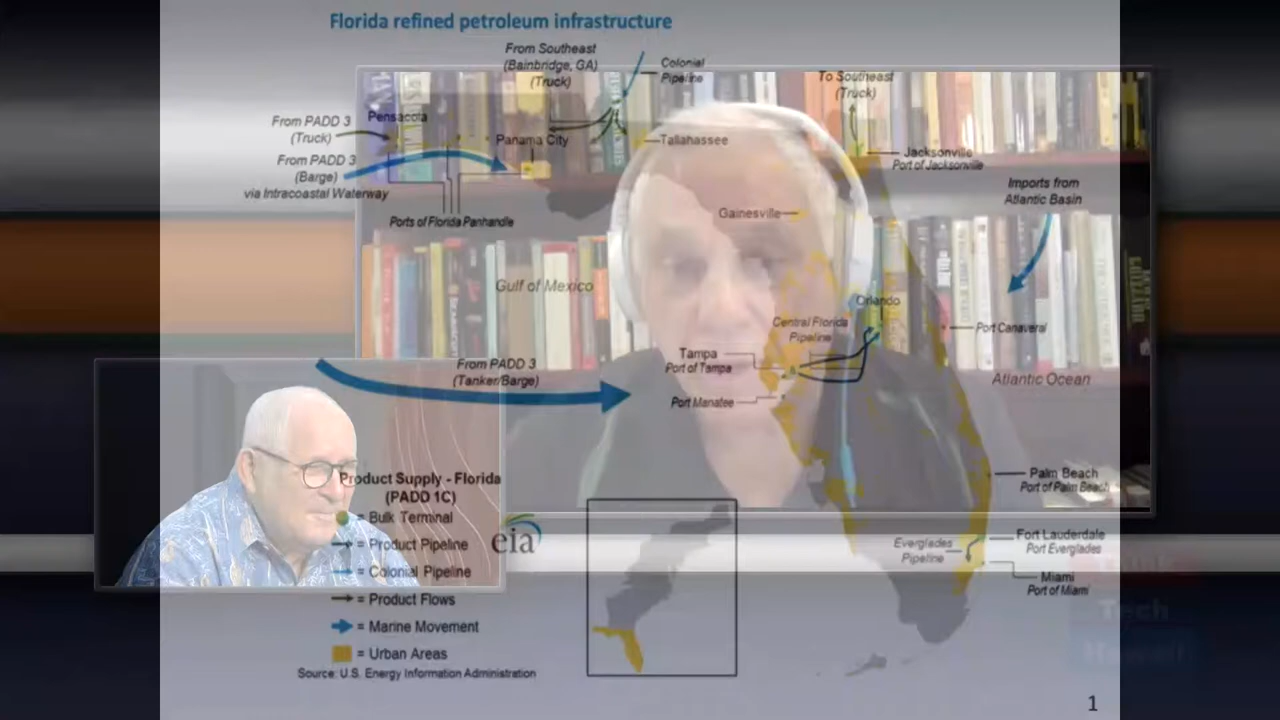 Florida refined petroleum infrastructure
From Southeast
(Bainbridge, GA)
(Truck)
Colonial
Pipeline
To Southeast
(Truck)
From PADD 3
(Truck)
Pensacola
Panama City
Tallahassee
Jacksonville
Port of Jacksonville
From PADD 3
(Barge)
via Intracoastal Waterway
Imports from
Atlantic Basin
Ports of Florida Panhandle
Gainesville
Gulf of Mexico
Orlando
Central Florida
Pipeline
Port Canaveral
Tampa
Port of Tampa
From PADD 3
(Tanker/Barge)
Atlantic Ocean
Port Manatee
Product Supply - Florida
(PADD 1C)
Palm Beach
Port of Palm Beach
= Bulk Terminal
= Product Pipeline
= Colonial Pipeline
= Product Flows
= Marine Movement
= Urban Areas
eia
Everglades
Pipeline
Fort Lauderdale
Port Everglades
Miami
Port of Miami
Tech
Hawaii
Source: U.S. Energy Information Administration
1